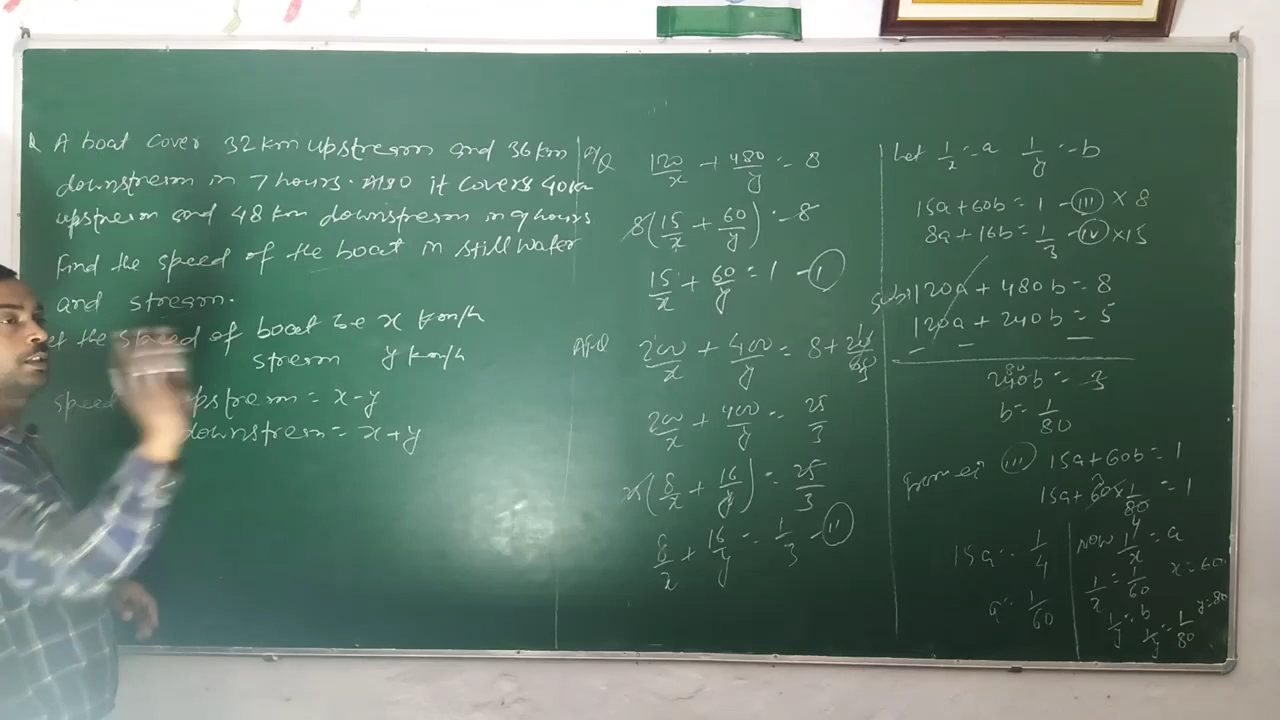 A boat cover 32 km upstream and 36 km
downstream in 7 hours. Also it covers 40 km
upstream and 48 km downstream in 9 hours
Find the speed of the boat in still water
and stream.
et the speed of boat be x km/h
stream y km/h
speed upstream = x-y
downstream = x+y
A/Q 120/x + 480/y = 8
8(15/x + 60/y) = 8
15/x + 60/y = 1 - (I)
A/Q 200/x + 400/y = 8 + 20/60
200/x + 400/y = 25/3
25(8/x + 16/y) = 25/3
8/x + 16/y = 1/3 - (II)
Let 1/x = a 1/y = b
15a + 60b = 1 - (III) × 8
8a + 16b = 1/3 - (IV) × 15
Sub 120a + 480b = 8
120a + 240b = 5
- - -
240b = 3
b = 1/80
from eq (III) 15a + 60b = 1
15a + 60 × 1/80 = 1
15a = 1/4
a = 1/60
Now 1/x = a
1/x = 1/60 x = 60
1/y = b 1/y = 1/80 y = 80